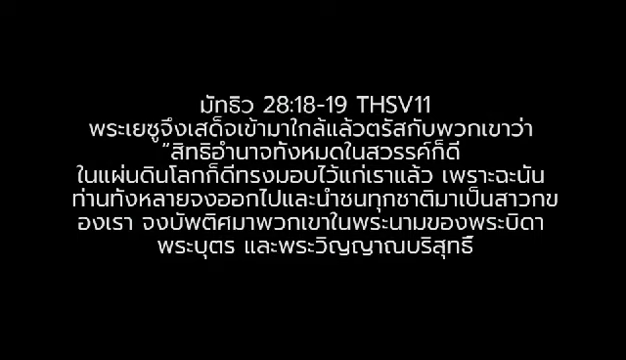 มัทธิว 28:18-19 THSV11
พระเยซูจึงเสด็จเข้ามาใกล้แล้วตรัสกับพวกเขาว่า
“สิทธิอำนาจทั้งหมดในสวรรค์ก็ดี
ในแผ่นดินโลกก็ดีทรงมอบไว้แก่เราแล้ว เพราะฉะนั้น
ท่านทั้งหลายจงออกไปและนำชนทุกชาติมาเป็นสาวกข
องเรา จงบัพติศมาพวกเขาในพระนามของพระบิดา
พระบุตร และพระวิญญาณบริสุทธิ์